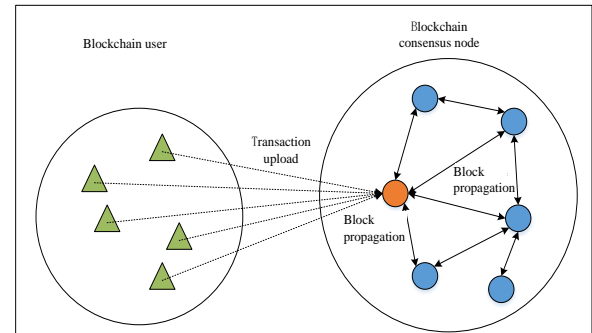 Blockchain user
Blockchain
consensus node
Transaction
upload
Block
propagation
Block
propagation